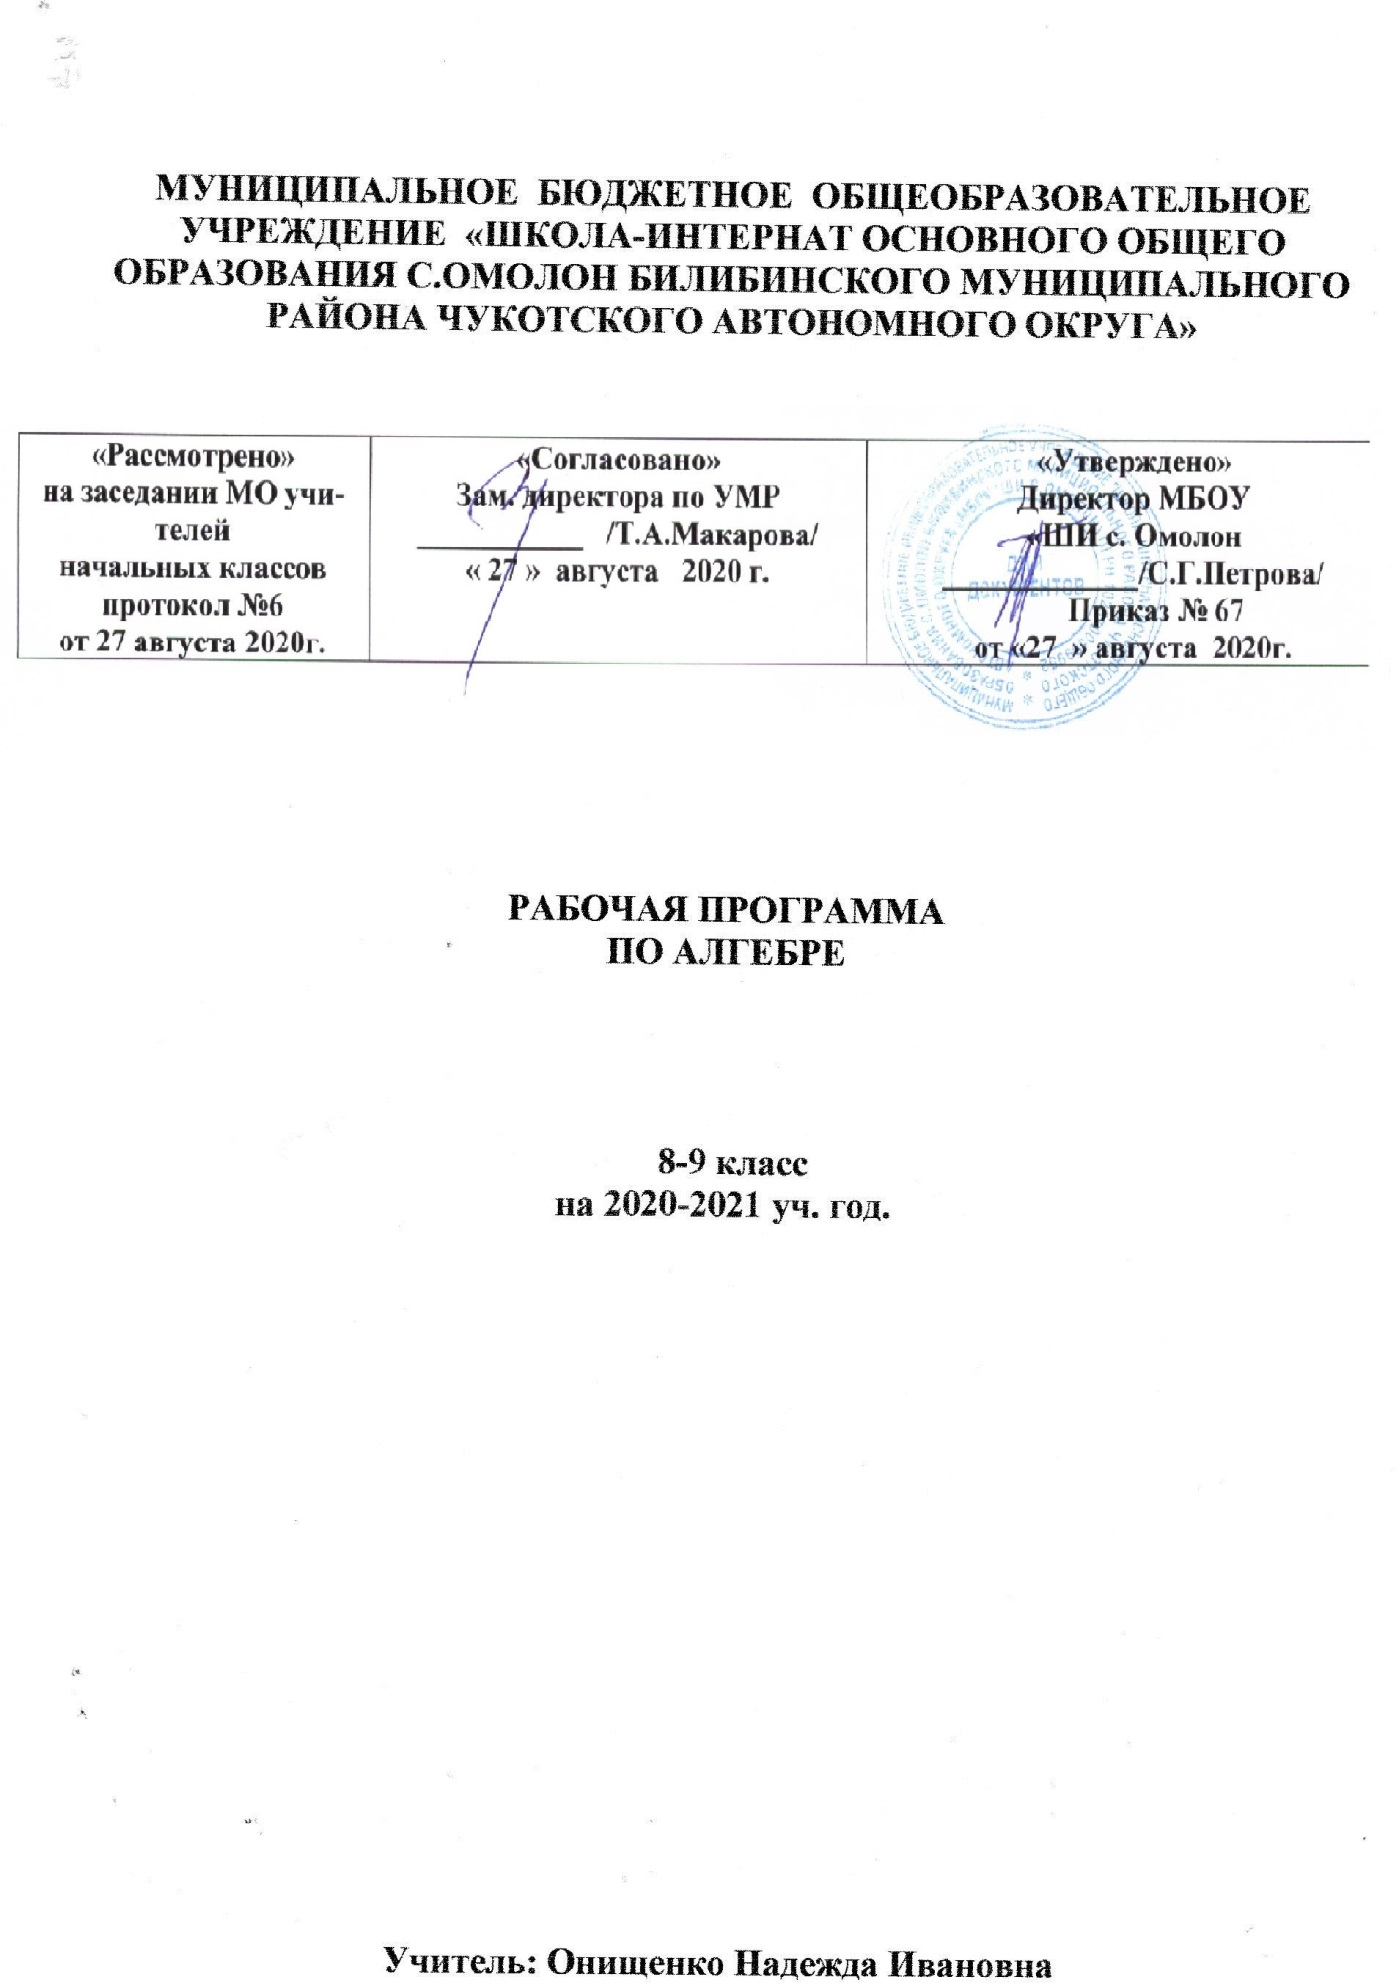 МУНИЦИПАЛЬНОЕ БЮДЖЕТНОЕ ОБЩЕОБРАЗОВАТЕЛЬНОЕ
УЧРЕЖДЕНИЕ «ШКОЛА-ИНТЕРНАТ ОСНОВНОГО ОБЩЕГО
ОБРАЗОВАНИЯ С.ОМОЛОН БИЛИБИНСКОГО МУНИЦИПАЛЬНОГО
РАЙОНА ЧУКОТСКОГО АВТОНОМНОГО ОКРУГА»
«Рассмотрено»
на заседании МО учи-
телей
начальных классов
протокол №6
от 27 августа 2020г.
«Согласовано»
Зам. директора по УМР
____________ /Т.А.Макарова/
« 27 » августа 2020 г.
«Утверждено»
Директор МБОУ
«ШИ с. Омолон
______________/С.Г.Петрова/
Приказ № 67
от «27 » августа 2020г.
ДОКУМЕНТОВ
РАБОЧАЯ ПРОГРАММА
ПО АЛГЕБРЕ
8-9 класс
на 2020-2021 уч. год.
Учитель: Онищенко Надежда Ивановна